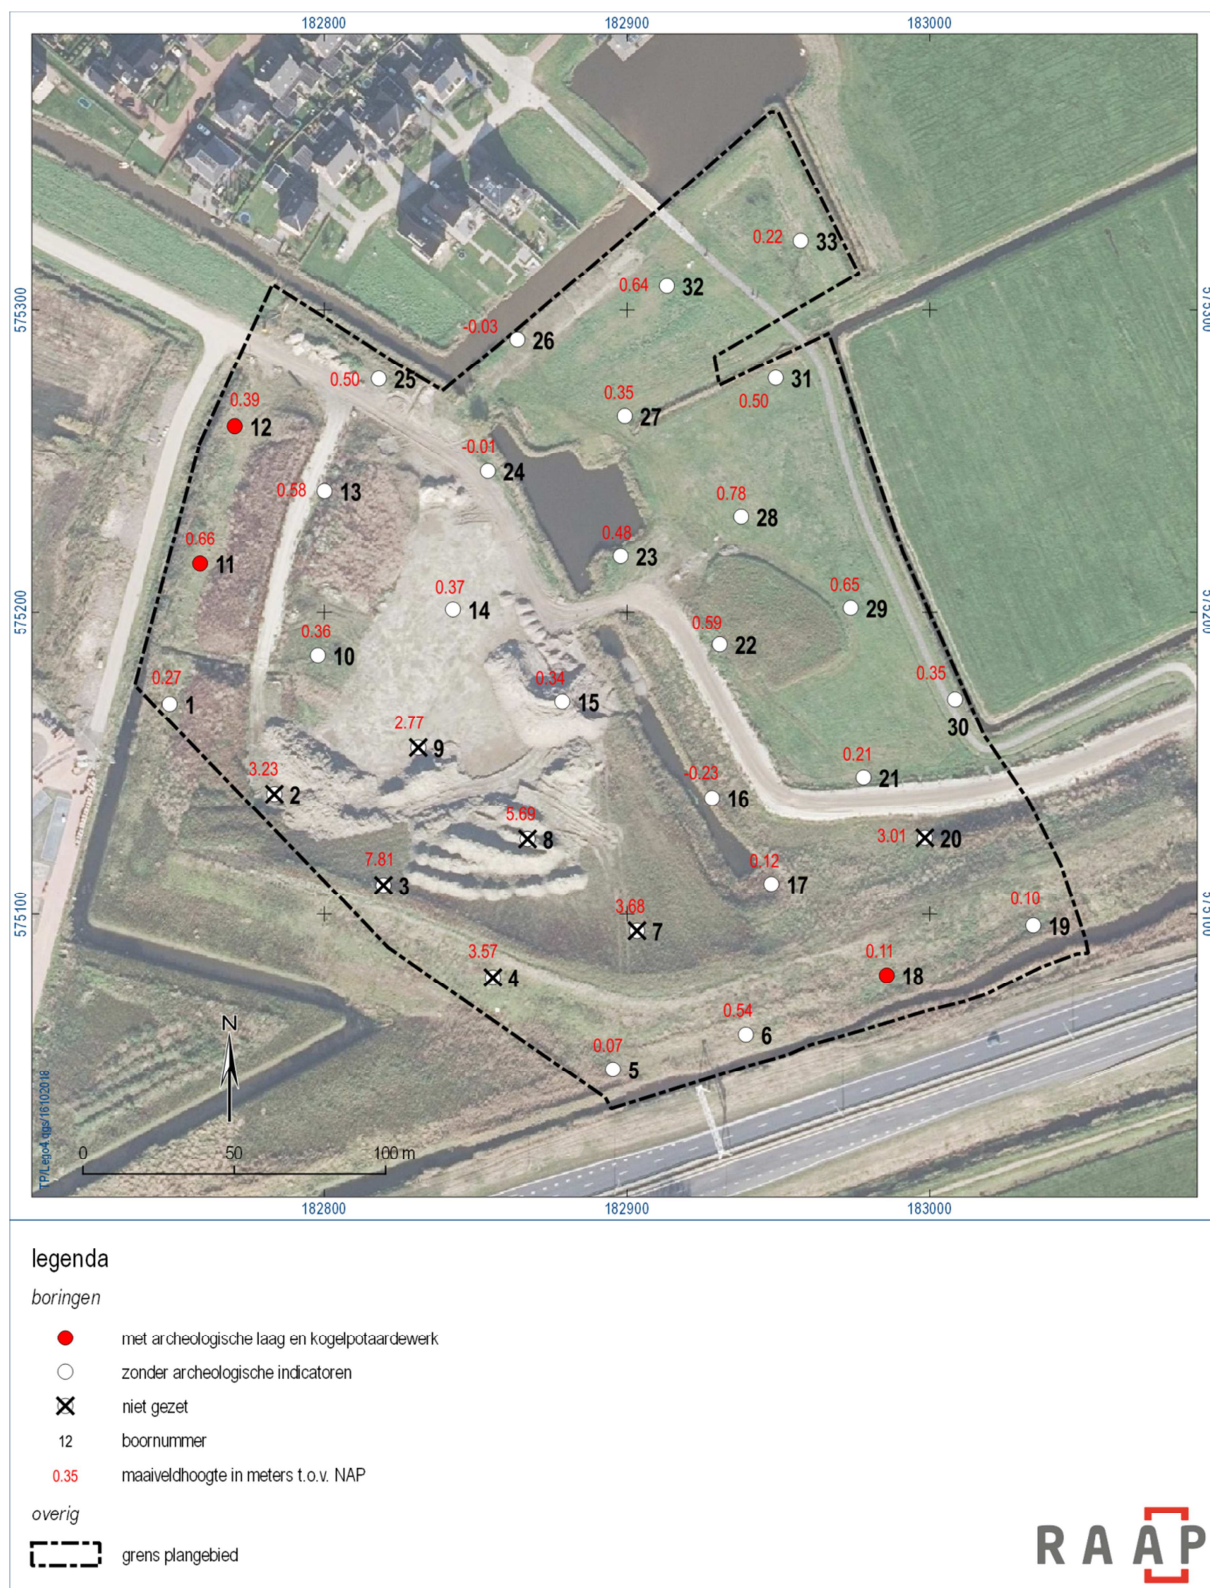 182800 182900 183000
0.22 33
0.64 32
575300 575300
-0.03 26
0.50 25
0.50 31
0.39 12
0.35 27
-0.01 24
0.58 13
0.78 28
0.66 11
0.48 23
0.37 14
0.65 29
575200 575200
0.59 22
0.36 10
0.27 1
0.34 15
0.35 30
2.77 9
3.23 2
0.21 21
-0.23 16
5.69 8
3.01 20
7.81 3
0.12 17
575100 575100
3.68 7
0.10 19
3.57 4
0.11 18
0.54 6
0.07 5
N
0 50 100 m
TP/Lego4.qgs/16102018
182800 182900 183000
legenda
boringen
met archeologische laag en kogelpotaardewerk
zonder archeologische indicatoren
niet gezet
12 boornummer
0.35 maaiveldhoogte in meters t.o.v. NAP
overig
grens plangebied
RAAP